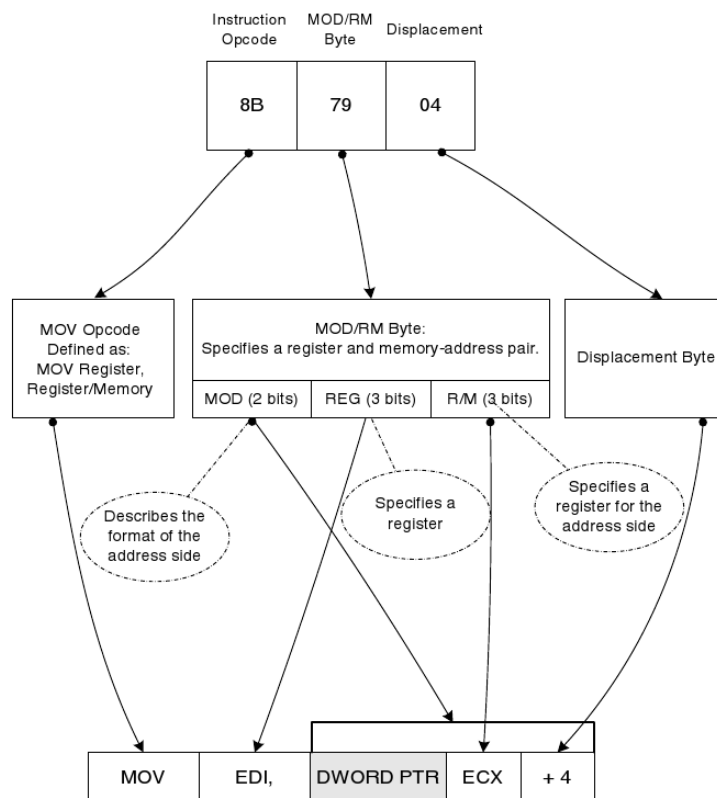 Instruction Opcode
MOD/RM Byte
Displacement
8B
79
04
MOV Opcode
Defined as:
MOV Register,
Register/Memory
MOD/RM Byte:
Specifies a register and memory-address pair.
MOD (2 bits)
REG (3 bits)
R/M (3 bits)
Displacement Byte
Describes the
format of the
address side
Specifies a
register
Specifies a
register for the
address side
MOV
EDI,
DWORD PTR
ECX
+ 4